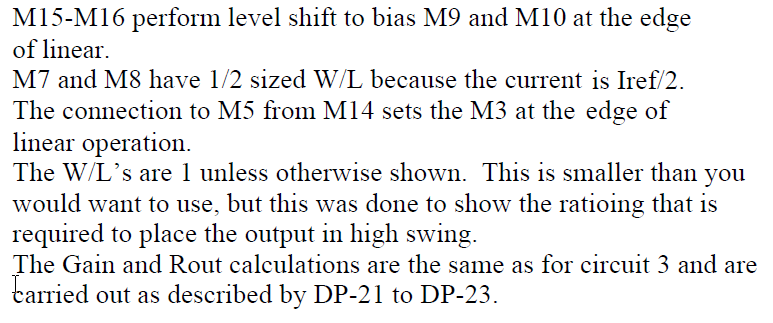 M15-M16 perform level shift to bias M9 and M10 at the edge
of linear.
M7 and M8 have 1/2 sized W/L because the current is Iref/2.
The connection to M5 from M14 sets the M3 at the edge of
linear operation.
The W/L’s are 1 unless otherwise shown.  This is smaller than you
would want to use, but this was done to show the ratioing that is
required to place the output in high swing.
The Gain and Rout calculations are the same as for circuit 3 and are
carried out as described by DP-21 to DP-23.